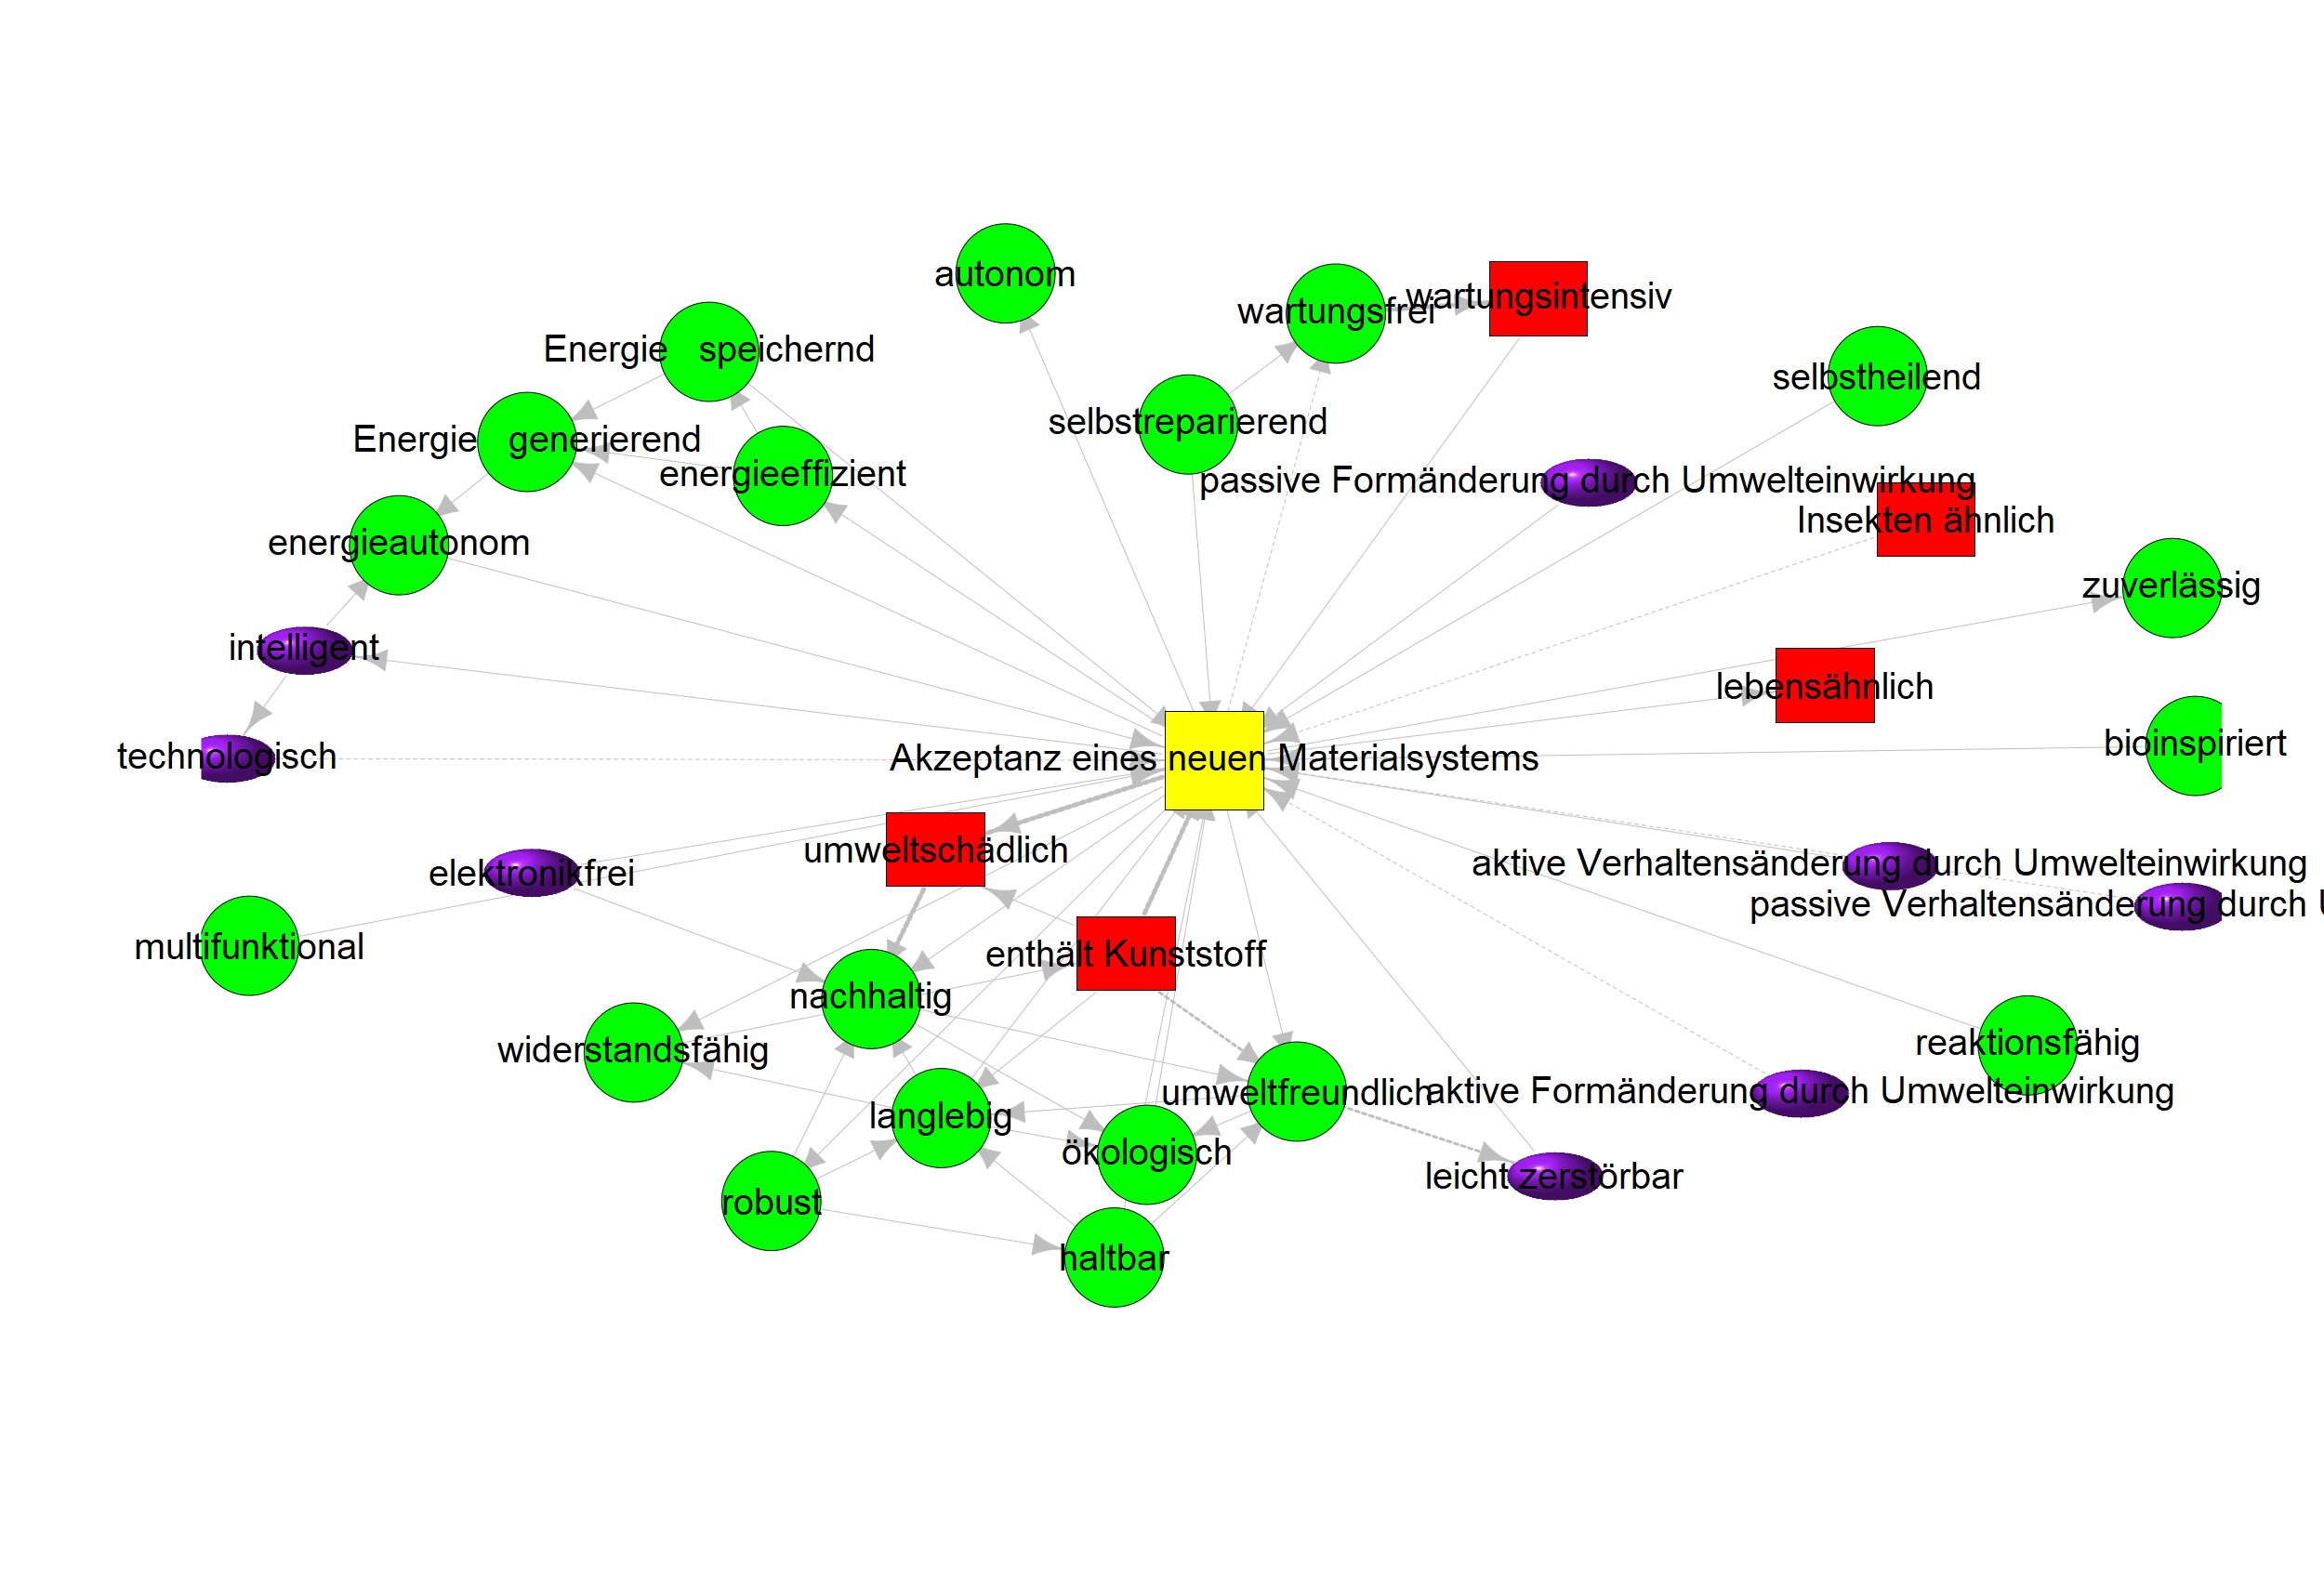 autonom
wartungsfrei
wartungsintensiv
Energie speichernd
selbstheilend
selbstreparierend
Energie generierend
energieeffizient
passive Formänderung durch Umwelteinwirkung
Insekten ähnlich
energieautonom
zuverlässig
intelligent
lebensähnlich
technologisch
Akzeptanz eines neuen Materialsystems
bioinspiriert
umweltschädlich
aktive Verhaltensänderung durch Umwelteinwirkung
elektronikfrei
passive Verhaltensänderung durch U
multifunktional
enthält Kunststoff
nachhaltig
widerstandsfähig
reaktionsfähig
umweltfreundlich
aktive Formänderung durch Umwelteinwirkung
langlebig
ökologisch
leicht zerstörbar
robust
haltbar